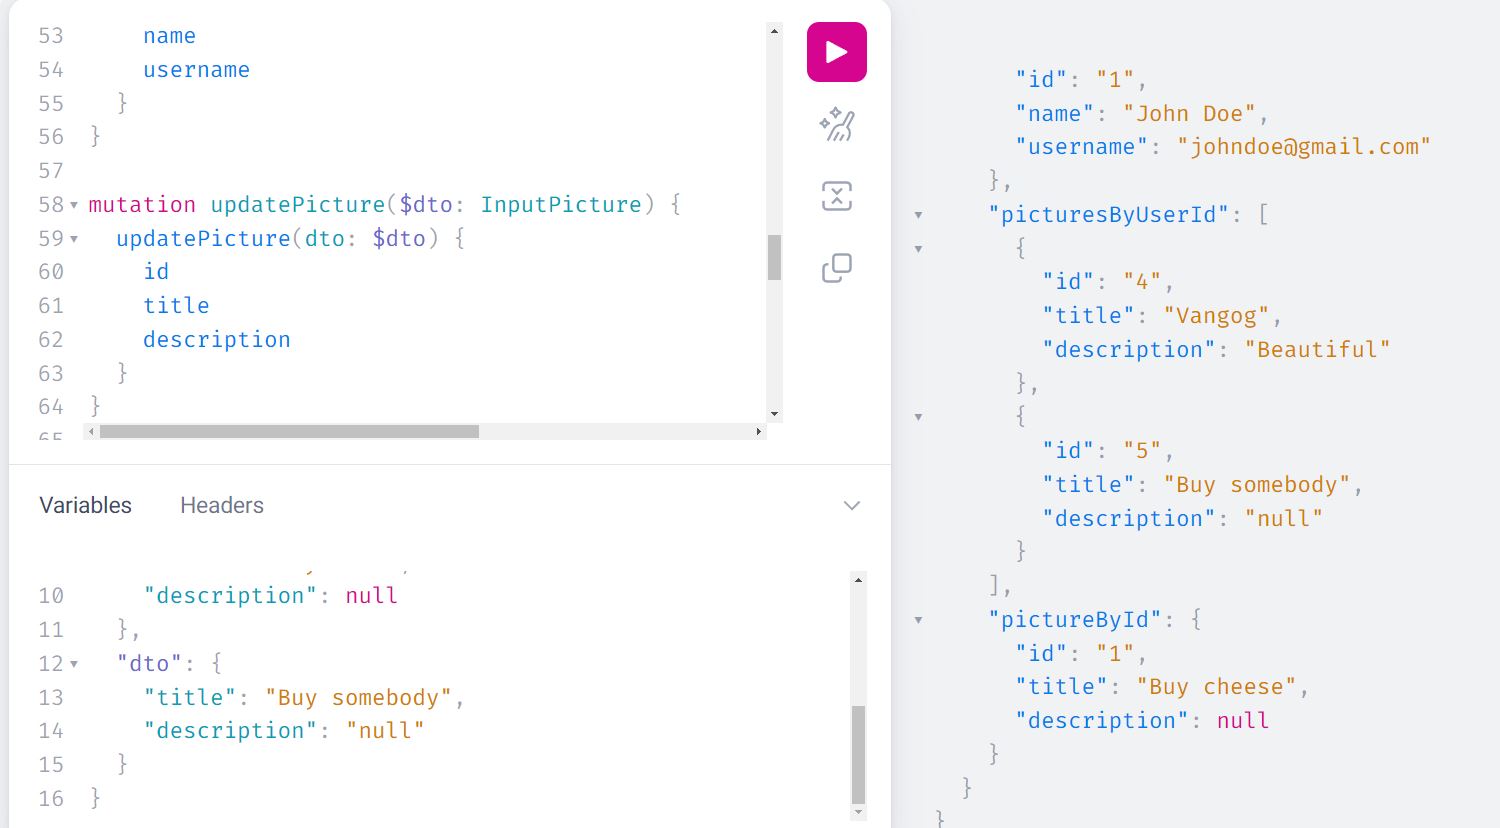 53 name
54 username
55 }
56 }
57
58 mutation updatePicture($dto: InputPicture) {
59 updatePicture(dto: $dto) {
60 id
61 title
62 description
63 }
64 }
65
Variables Headers
10 "description": null
11 },
12 "dto": {
13 "title": "Buy somebody",
14 "description": "null"
15 }
16 }
"id": "1",
"name": "John Doe",
"username": "johndoe@gmail.com"
},
"picturesByUserId": [
{
"id": "4",
"title": "Vangog",
"description": "Beautiful"
},
{
"id": "5",
"title": "Buy somebody",
"description": "null"
}
],
"pictureById": {
"id": "1",
"title": "Buy cheese",
"description": null
}
}
}